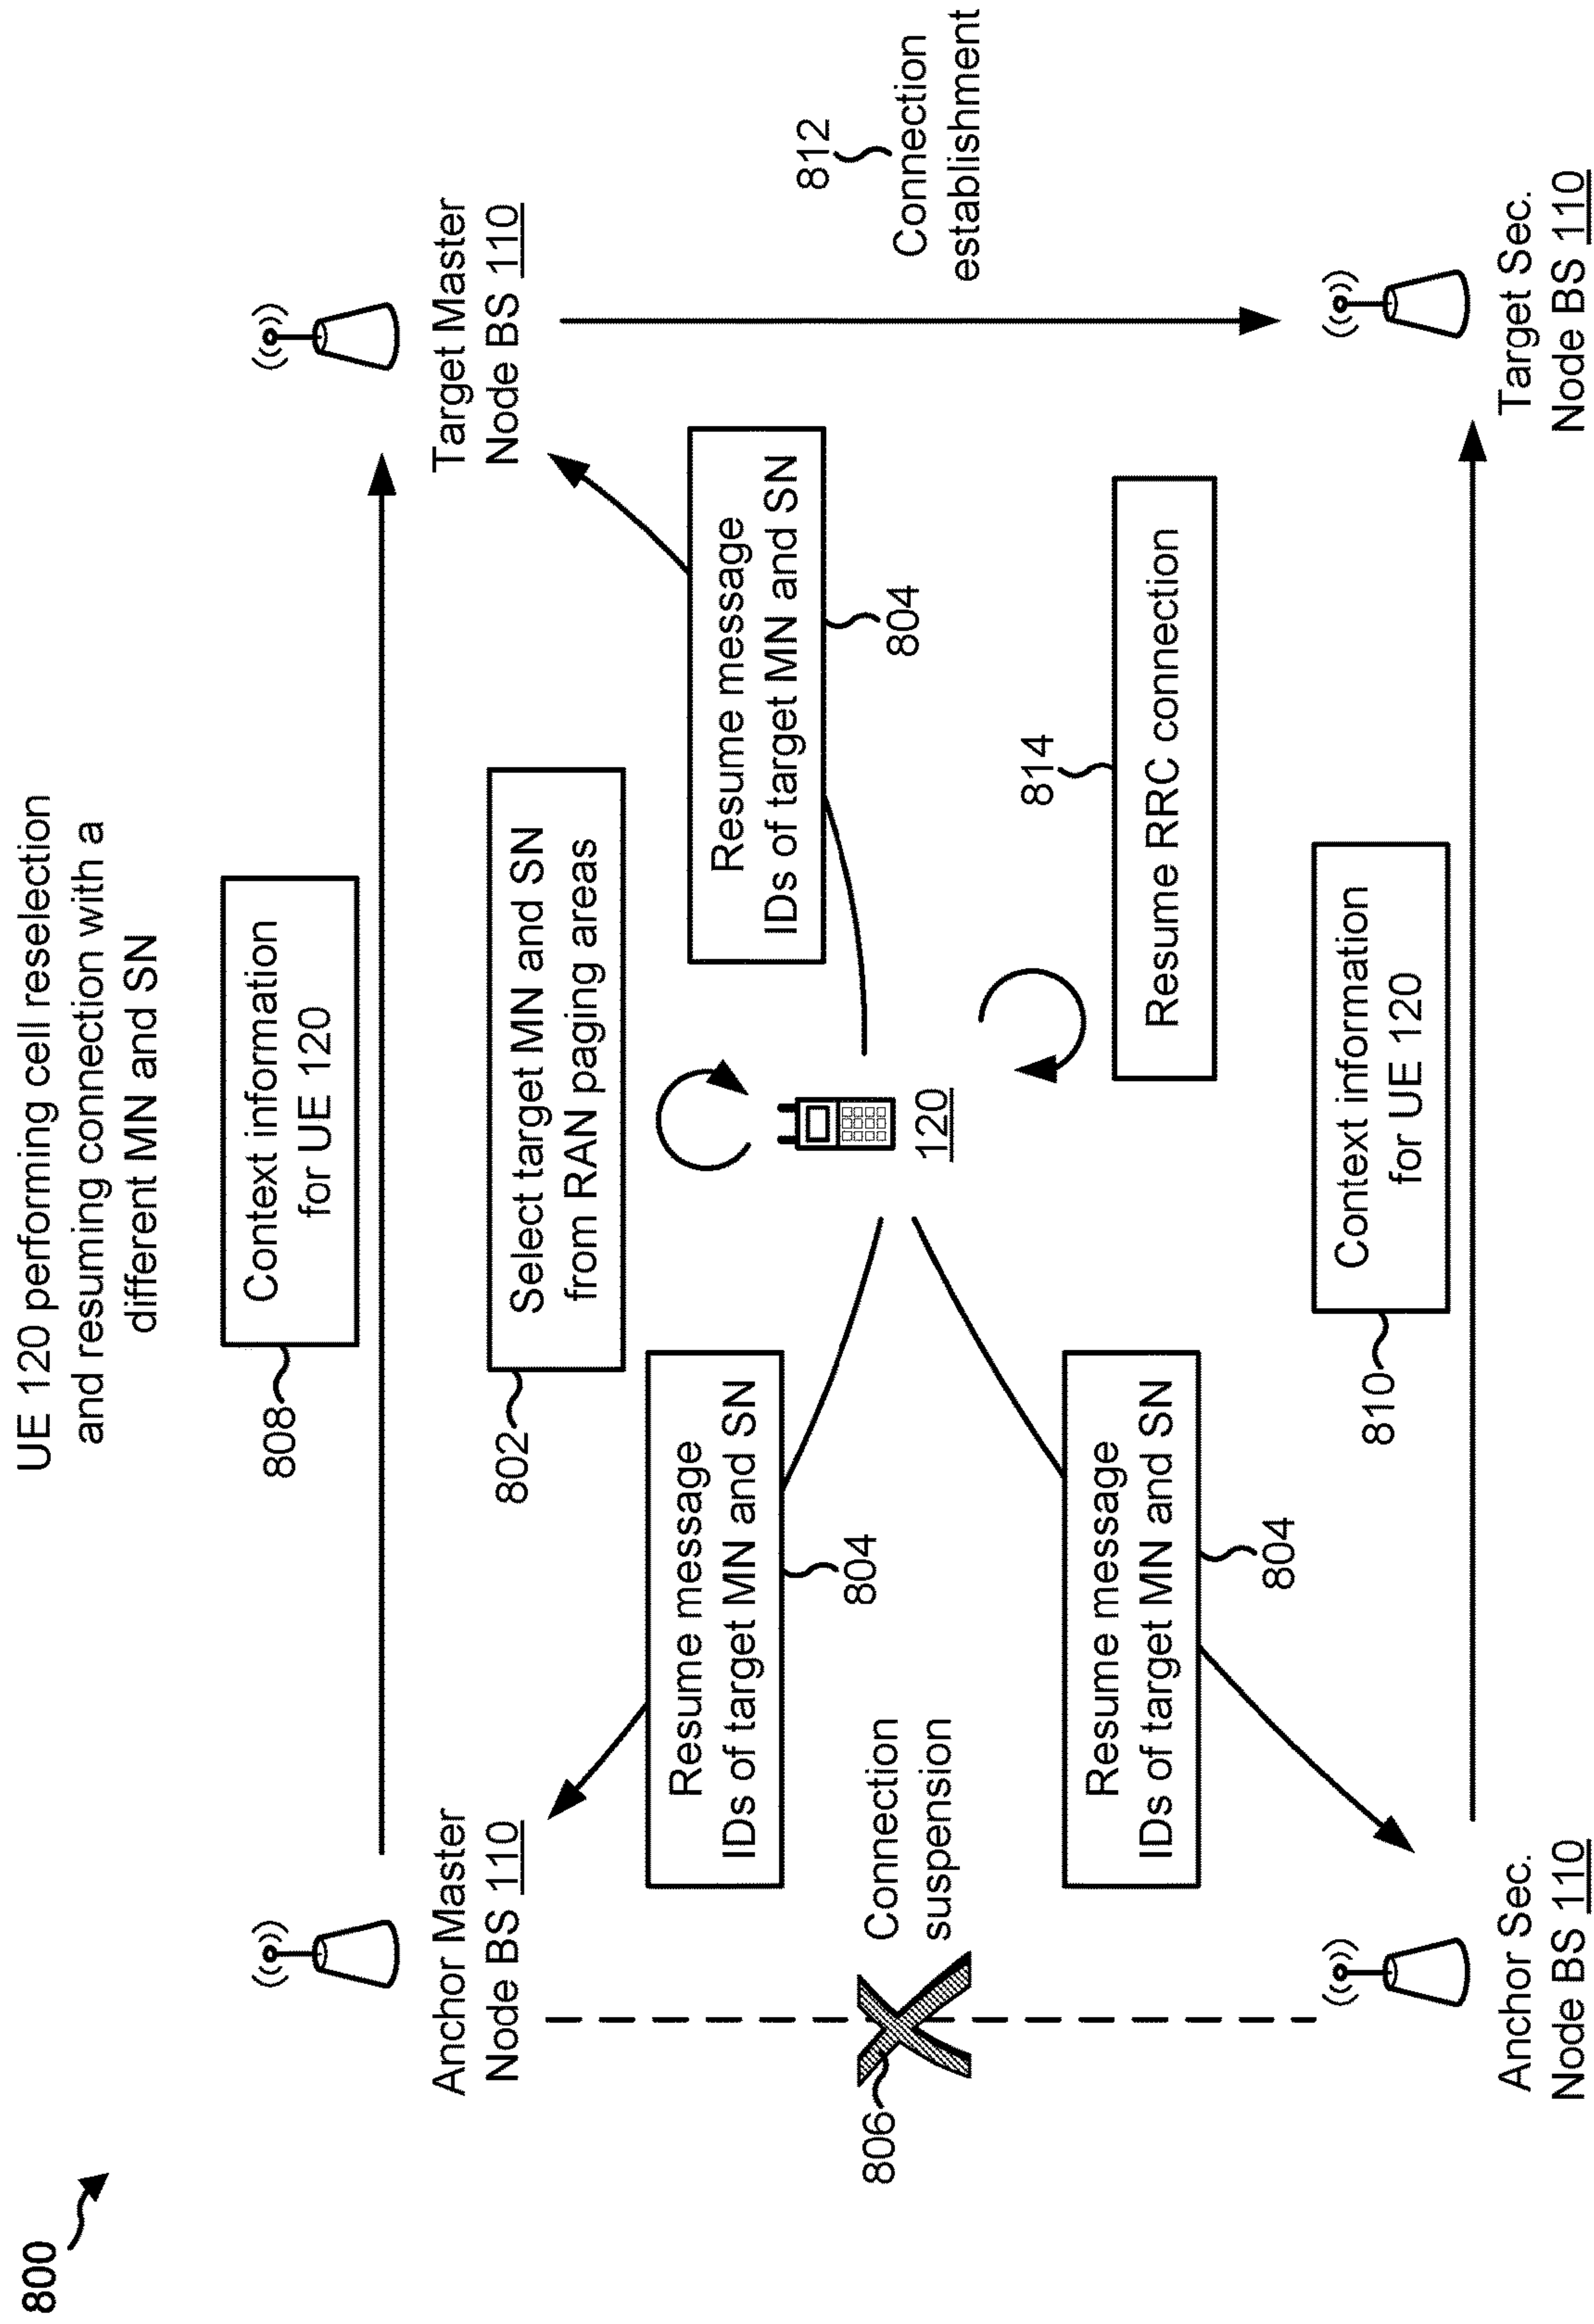 800
UE 120 performing cell reselection
and resuming connection with a
different MN and SN
808
Context information
for UE 120
Anchor Master
Node BS 110
Target Master
Node BS 110
802
Select target MN and SN
from RAN paging areas
Resume message
IDs of target MN and SN
804
Resume message
IDs of target MN and SN
804
806
Connection
suspension
120
812
Connection
establishment
814
Resume RRC connection
Resume message
IDs of target MN and SN
804
810
Context information
for UE 120
Anchor Sec.
Node BS 110
Target Sec.
Node BS 110